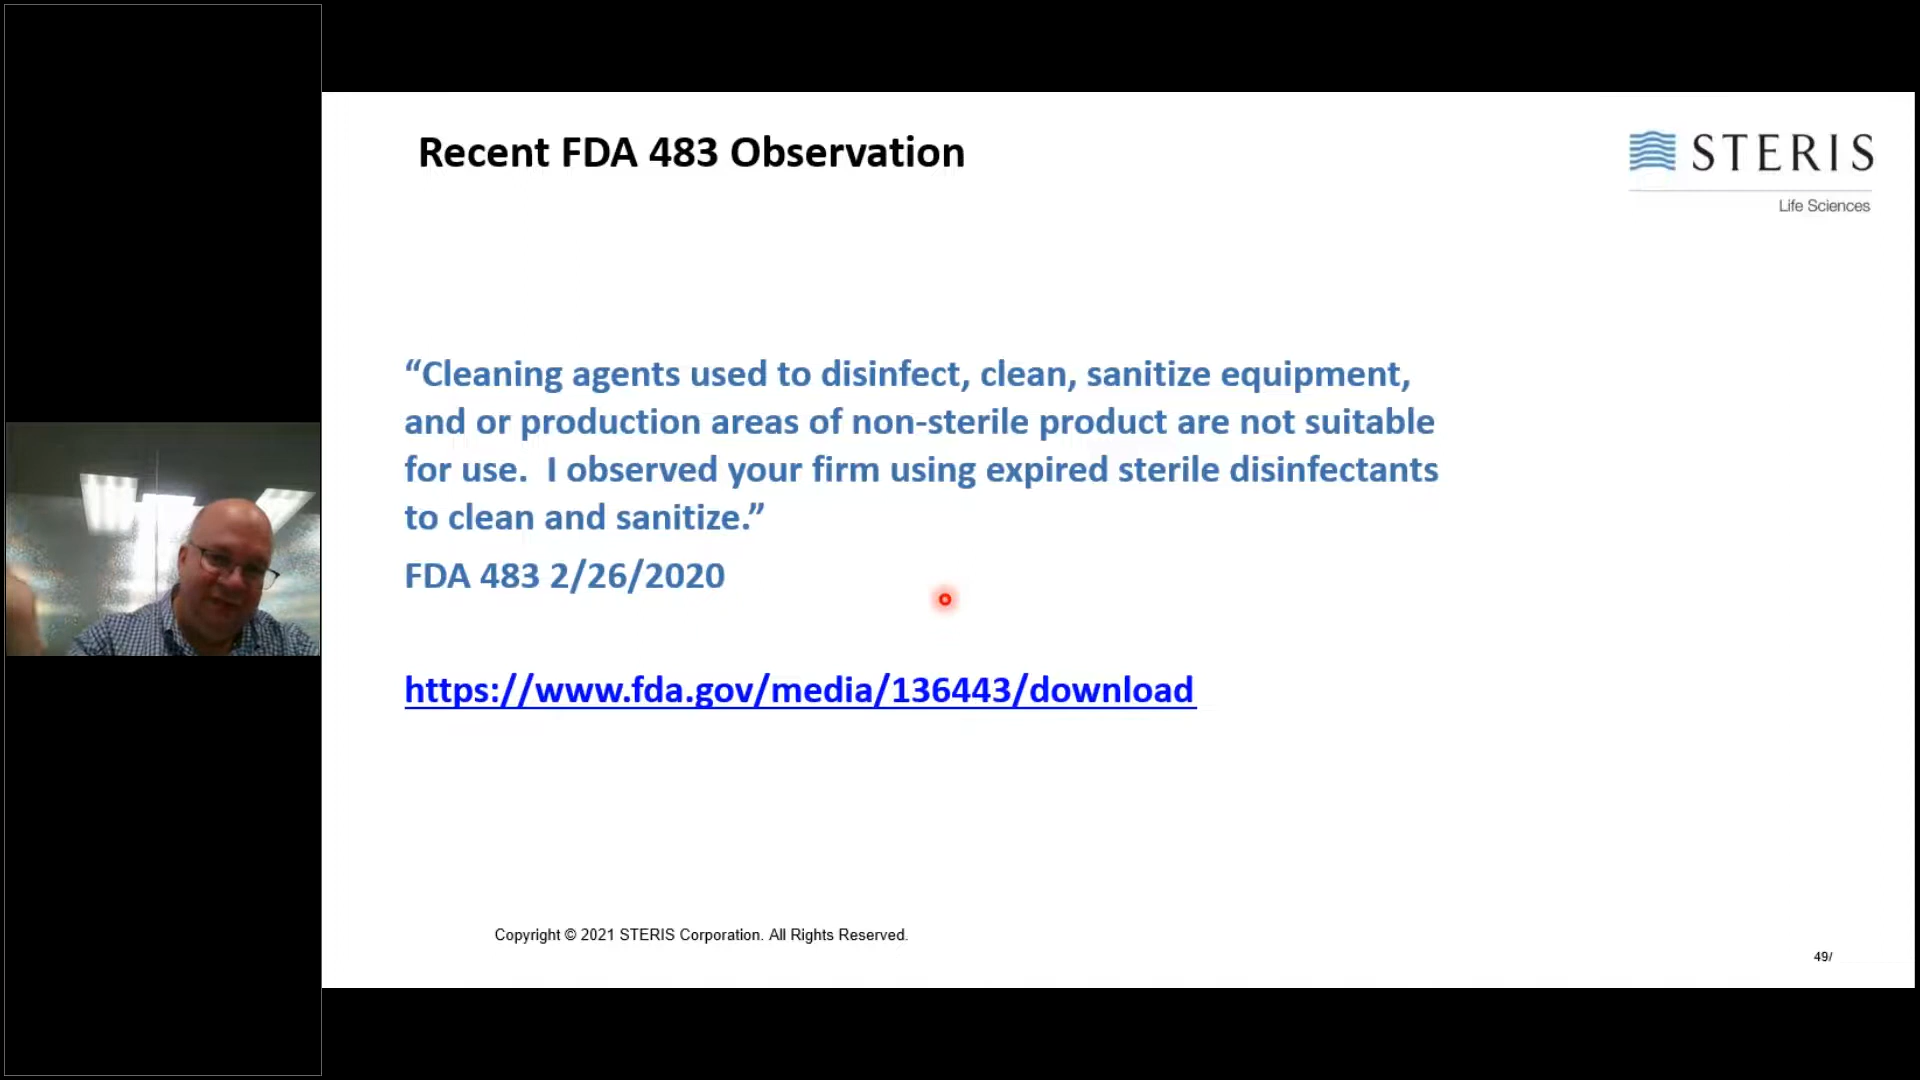 Recent FDA 483 Observation
STERIS
Life Sciences
“Cleaning agents used to disinfect, clean, sanitize equipment,
and or production areas of non-sterile product are not suitable
for use.  I observed your firm using expired sterile disinfectants
to clean and sanitize.”
FDA 483 2/26/2020
https://www.fda.gov/media/136443/download
Copyright © 2021 STERIS Corporation. All Rights Reserved.
49/